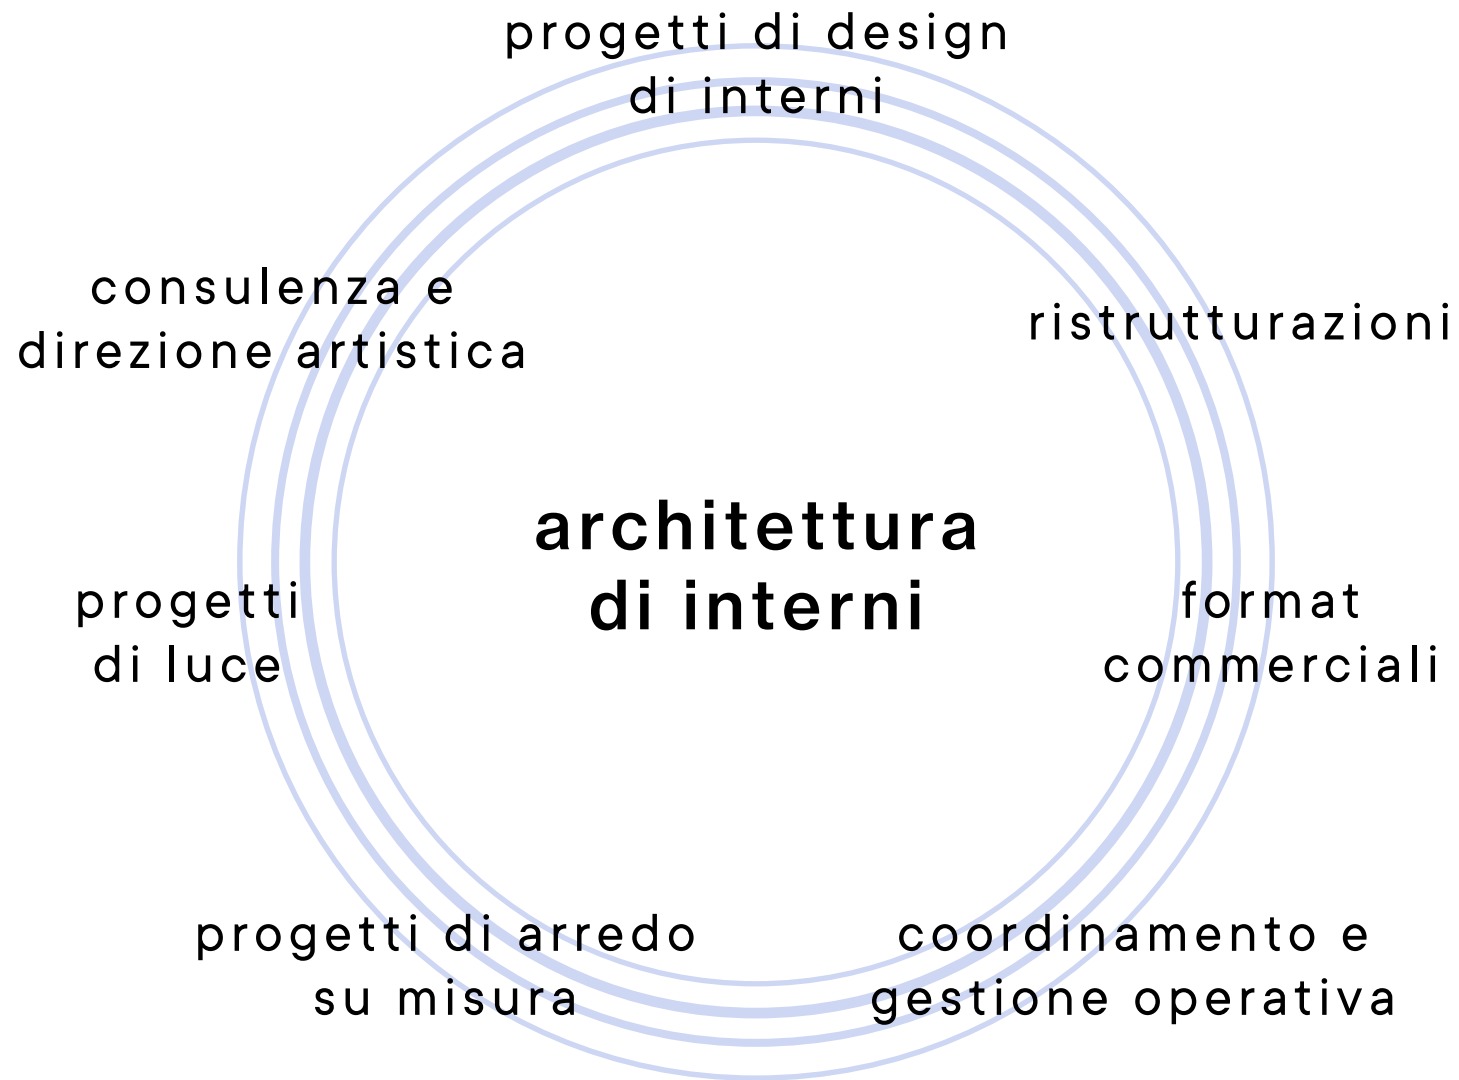 progetti di design
di interni
consulenza e
direzione artistica
ristrutturazioni
architettura
di interni
progetti
di luce
format
commerciali
progetti di arredo
su misura
coordinamento e
gestione operativa